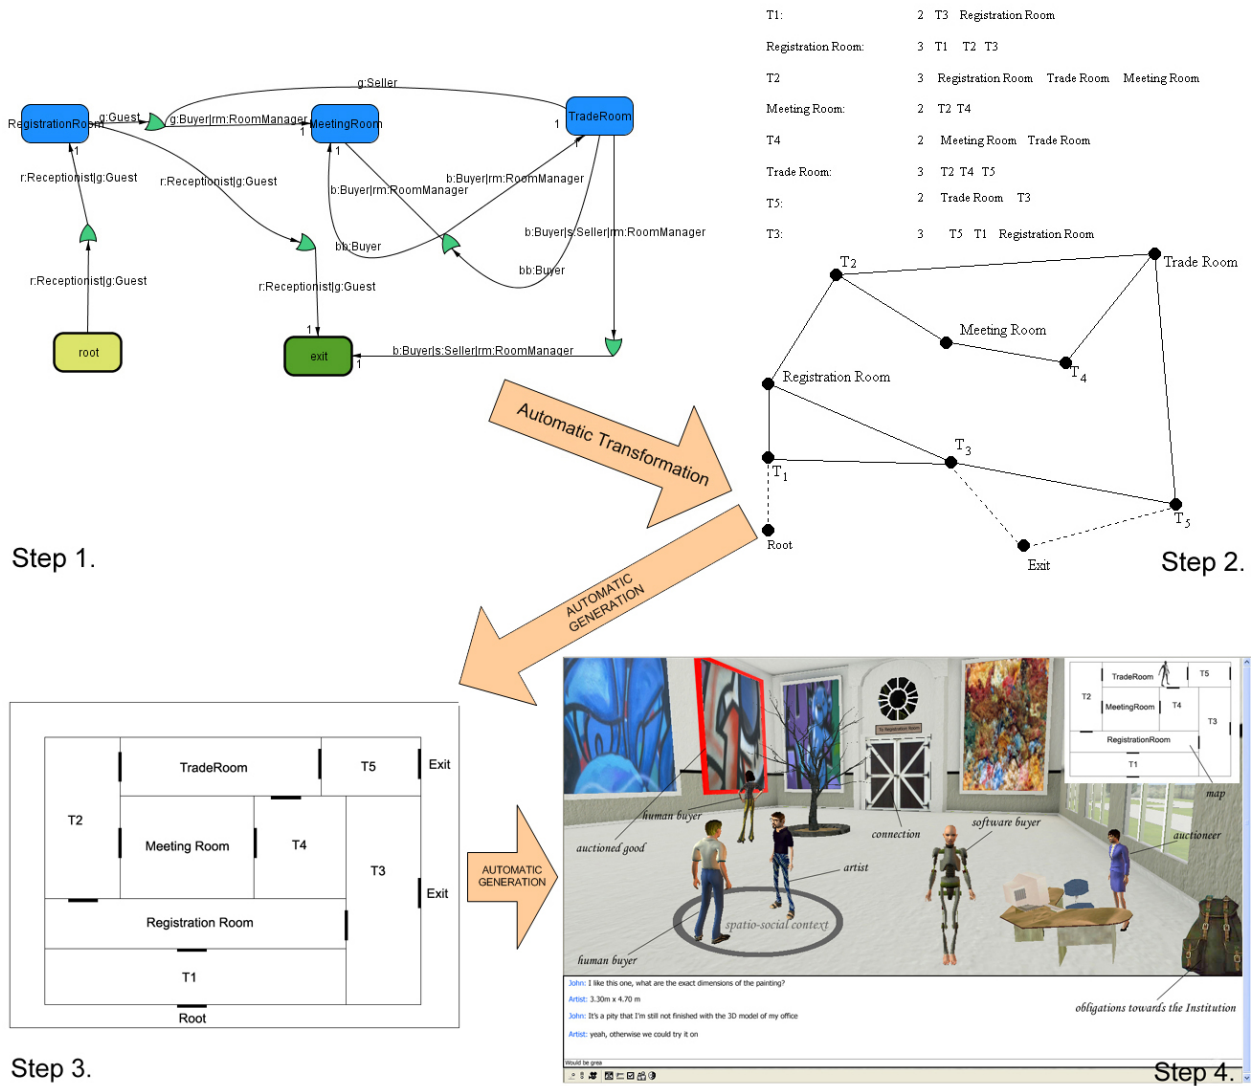 g:Seller
RegistrationRoom
g:Guest
g:Buyer|rm:RoomManager
MeetingRoom
TradeRoom
1
1
1
1
1
r:Receptionist|g:Guest
r:Receptionist|g:Guest
b:Buyer|rm:RoomManager
b:Buyer|rm:RoomManager
b:Buyer|s:Seller|rm:RoomManager
bb:Buyer
bb:Buyer
r:Receptionist|g:Guest
r:Receptionist|g:Guest
root
1
exit
1
b:Buyer|s:Seller|rm:RoomManager
Step 1.
Automatic Transformation
T1: 2 T3 Registration Room
Registration Room: 3 T1 T2 T3
T2 3 Registration Room Trade Room Meeting Room
Meeting Room: 2 T2 T4
T4 2 Meeting Room Trade Room
Trade Room: 3 T2 T4 T5
T5: 2 Trade Room T3
T3: 3 T5 T1 Registration Room
T2
Trade Room
Meeting Room
T4
Registration Room
T3
T1
T5
Root
Exit
Step 2.
AUTOMATIC
GENERATION
TradeRoom
T5
Exit
T2
Meeting Room
T4
T3
Exit
Registration Room
T1
Root
Step 3.
AUTOMATIC
GENERATION
To Registration Room
TradeRoom
T5
T2
MeetingRoom
T4
T3
RegistrationRoom
T1
map
human buyer
auctioned good
connection
software buyer
auctioneer
artist
spatio-social context
human buyer
obligations towards the Institution
John: I like this one, what are the exact dimensions of the painting?
Artist: 3.30m x 4.70 m
John: It's a pity that I'm still not finished with the 3D model of my office
Artist: yeah, otherwise we could try it on
Would be grea
Step 4.